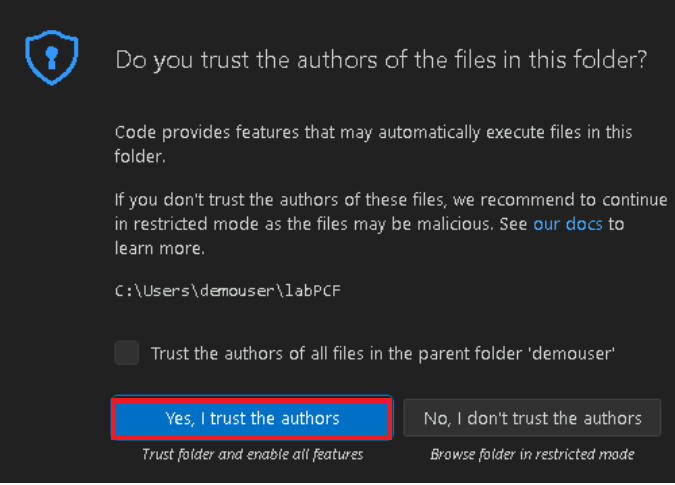 Do you trust the authors of the files in this folder?
Code provides features that may automatically execute files in this
folder.
If you don't trust the authors of these files, we recommend to continue
in restricted mode as the files may be malicious. See our docs to
learn more.
C:\Users\demouser\labPCF
Trust the authors of all files in the parent folder 'demouser'
Yes, I trust the authors
No, I don't trust the authors
Trust folder and enable all features
Browse folder in restricted mode